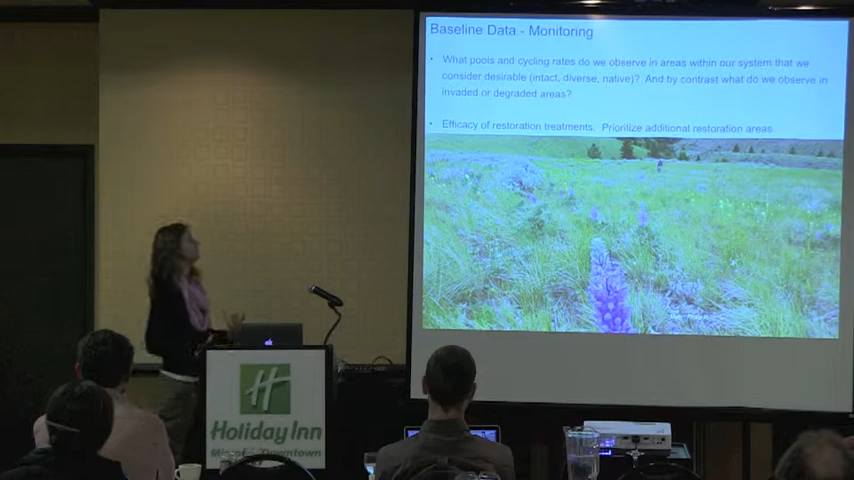 Baseline Data - Monitoring
• What pools and cycling rates do we observe in areas within our system that we
consider desirable (intact, diverse, native)? And by contrast what do we observe in
invaded or degraded areas?
• Efficacy of restoration treatments. Prioritize additional restoration areas.
H
Holiday Inn
Downtown